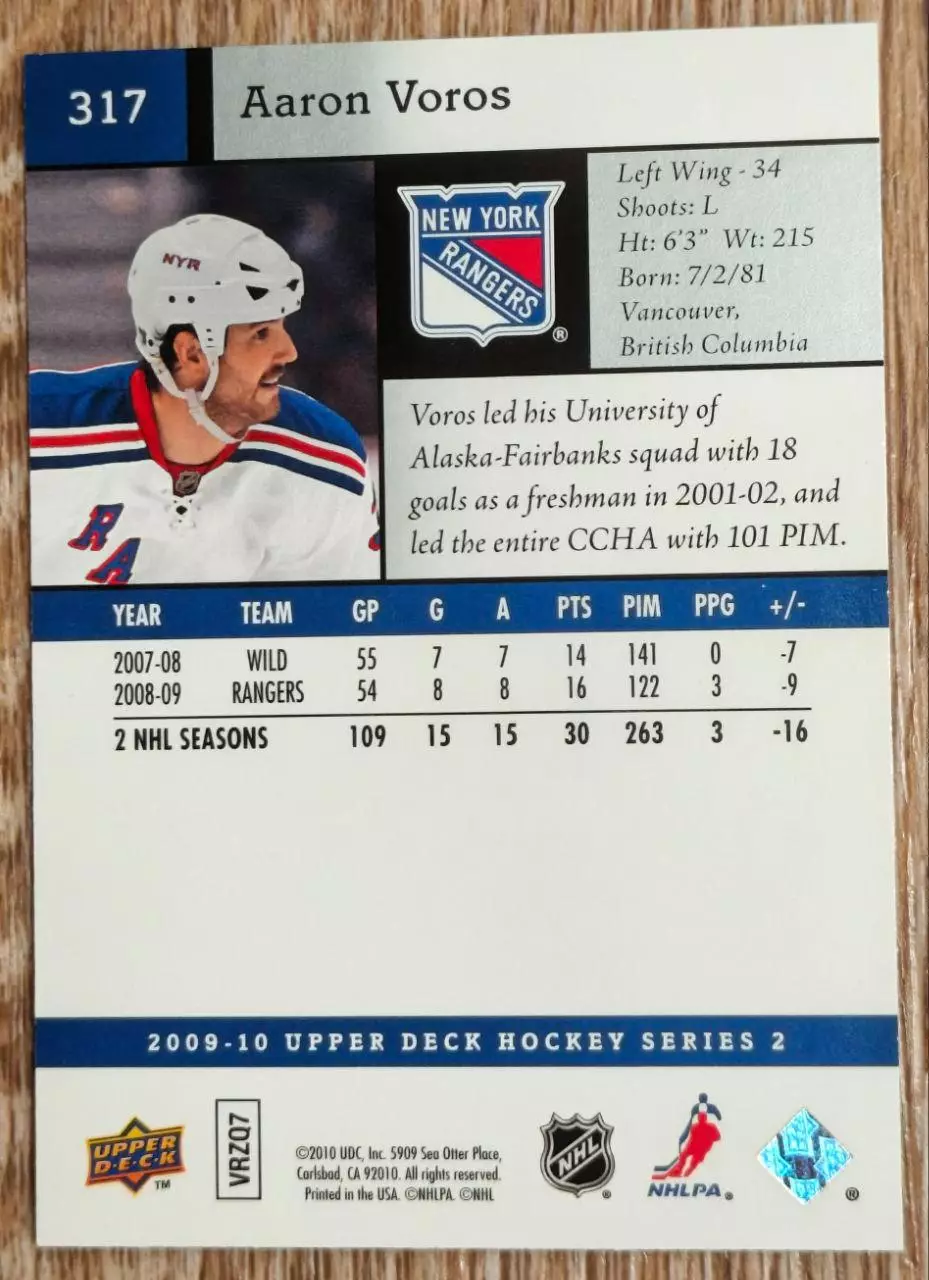 317
Aaron Voros
NYR
NEW YORK
RANGERS
®
Left Wing - 34
Shoots: L
Ht: 6'3" Wt: 215
Born: 7/2/81
Vancouver,
British Columbia
RA
Voros led his University of
Alaska-Fairbanks squad with 18
goals as a freshman in 2001-02, and
led the entire CCHA with 101 PIM.
YEAR TEAM GP G A PTS PIM PPG +/-
2007-08 WILD 55 7 7 14 141 0 -7
2008-09 RANGERS 54 8 8 16 122 3 -9
2 NHL SEASONS 109 15 15 30 263 3 -16
2009-10 UPPER DECK HOCKEY SERIES 2
UPPER
D·E·C·K
TM
VRZQ7
©2010 UDC, Inc. 5909 Sea Otter Place,
Carlsbad, CA 92010. All rights reserved.
Printed in the USA. ©NHLPA. ©NHL
NHL
®
NHLPA®
®